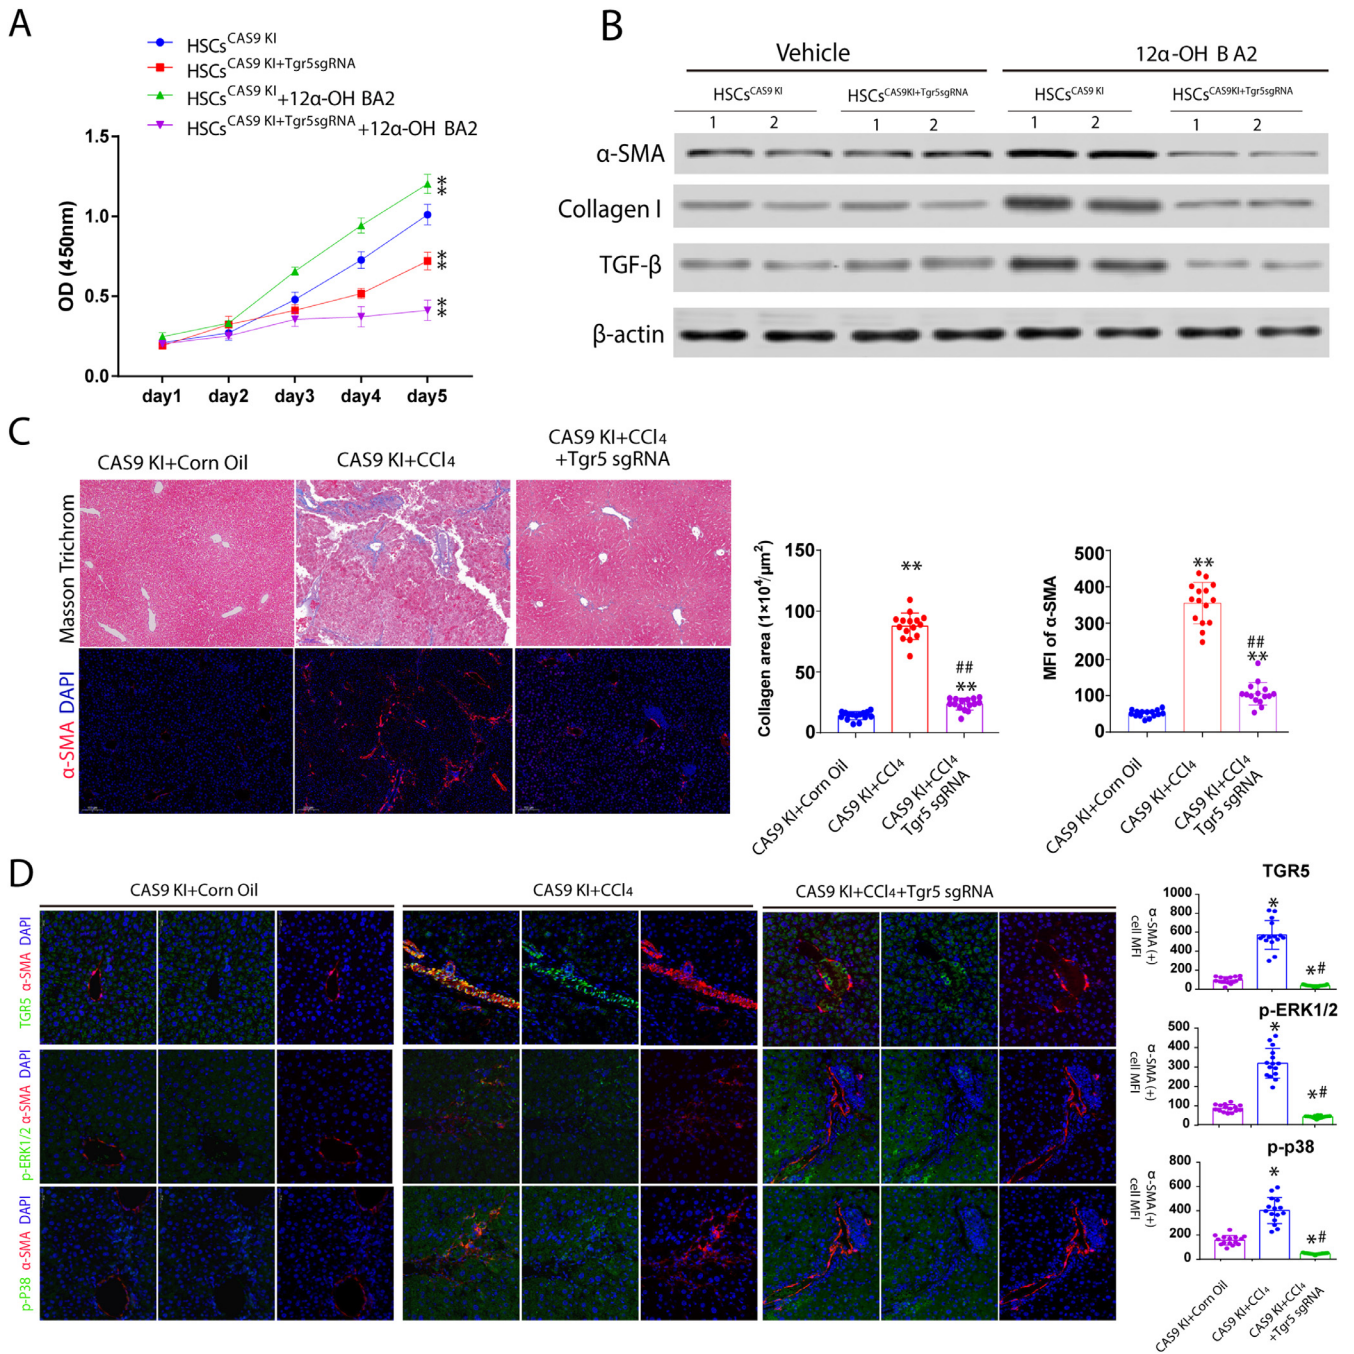 A
HSCsCAS9 KI
HSCsCAS9 KI+Tgr5sgRNA
HSCsCAS9 KI+12α-OH BA2
HSCsCAS9 KI+Tgr5sgRNA+12α-OH BA2
OD (450nm)
1.5
1.0
0.5
0.0
**
**
**
day1 day2 day3 day4 day5
B
Vehicle 12α-OH B A2
HSCsCAS9 KI HSCsCAS9KI+Tgr5sgRNA HSCsCAS9 KI HSCsCAS9KI+Tgr5sgRNA
1 2 1 2 1 2 1 2
α-SMA
Collagen I
TGF-β
β-actin
C
CAS9 KI+Corn Oil
CAS9 KI+CCl4
CAS9 KI+CCl4
+Tgr5 sgRNA
Masson Trichrom
α-SMA DAPI
Collagen area (1×10⁴/μm²)
150
100
50
0
**
##
**
CAS9 KI+Corn Oil
CAS9 KI+CCl4
CAS9 KI+CCl4
Tgr5 sgRNA
MFI of α-SMA
500
400
300
200
100
0
**
##
**
CAS9 KI+Corn Oil
CAS9 KI+CCl4
CAS9 KI+CCl4
Tgr5 sgRNA
D
CAS9 KI+Corn Oil
CAS9 KI+CCl4
CAS9 KI+CCl4+Tgr5 sgRNA
TGR5 α-SMA DAPI
p-ERK1/2 α-SMA DAPI
p-P38 α-SMA DAPI
TGR5
α-SMA (+)
cell MFI
1000
800
600
400
200
0
*
*#
p-ERK1/2
α-SMA (+)
cell MFI
500
400
300
200
100
0
*
*#
p-p38
α-SMA (+)
cell MFI
800
600
400
200
0
*
*#
CAS9 KI+Corn Oil
CAS9 KI+CCl4
CAS9 KI+CCl4
+Tgr5 sgRNA